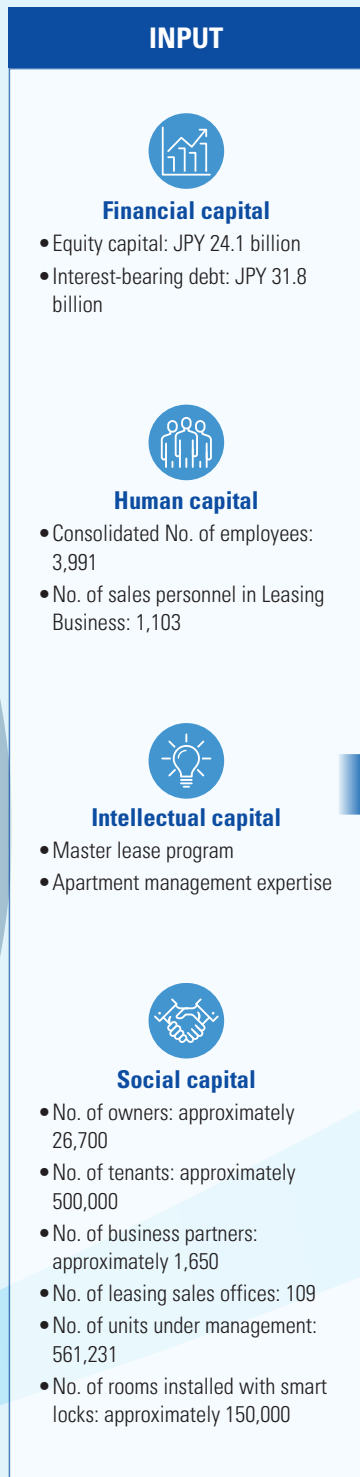 INPUT
Financial capital
•Equity capital: JPY 24.1 billion
•Interest-bearing debt: JPY 31.8
billion
Human capital
•Consolidated No. of employees:
3,991
•No. of sales personnel in Leasing
Business: 1,103
Intellectual capital
•Master lease program
•Apartment management expertise
Social capital
•No. of owners: approximately
26,700
•No. of tenants: approximately
500,000
•No. of business partners:
approximately 1,650
•No. of leasing sales offices: 109
•No. of units under management:
561,231
•No. of rooms installed with smart
locks: approximately 150,000